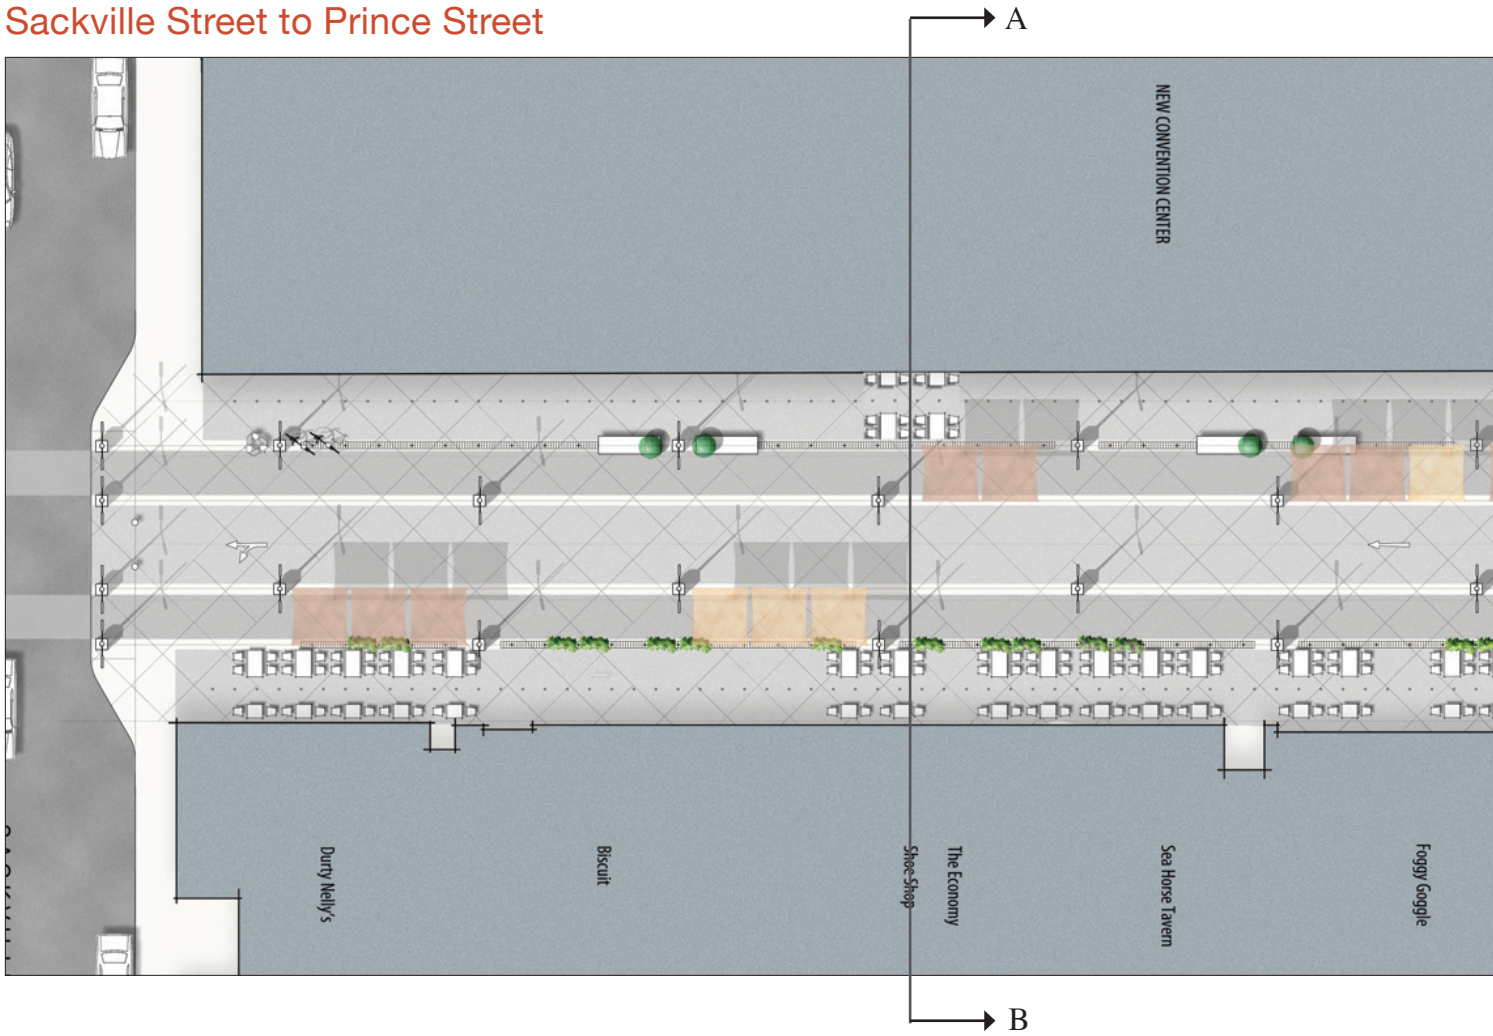 Sackville Street to Prince Street
A
NEW CONVENTION CENTER
Durty Nelly's
Biscuit
Shoe Shop
The Economy
Sea Horse Tavern
Foggy Goggle
B